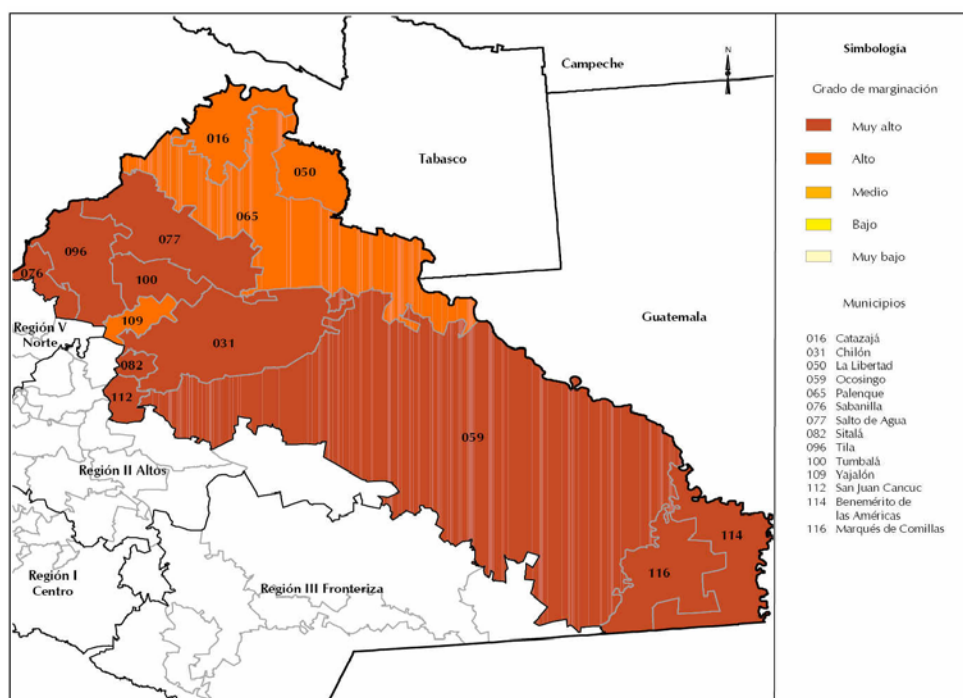 Campeche
N
Tabasco
Guatemala
016
050
065
077
096
076
100
109
031
082
112
059
114
116
Región V
Norte
Región II Altos
Región I
Centro
Región III Fronteriza
Simbología
Grado de marginación
Muy alto
Alto
Medio
Bajo
Muy bajo
Municipios
016 Catazajá
031 Chilón
050 La Libertad
059 Ocosingo
065 Palenque
076 Sabanilla
077 Salto de Agua
082 Sitalá
096 Tila
100 Tumbalá
109 Yajalón
112 San Juan Cancuc
114 Benemérito de
las Américas
116 Marqués de Comillas